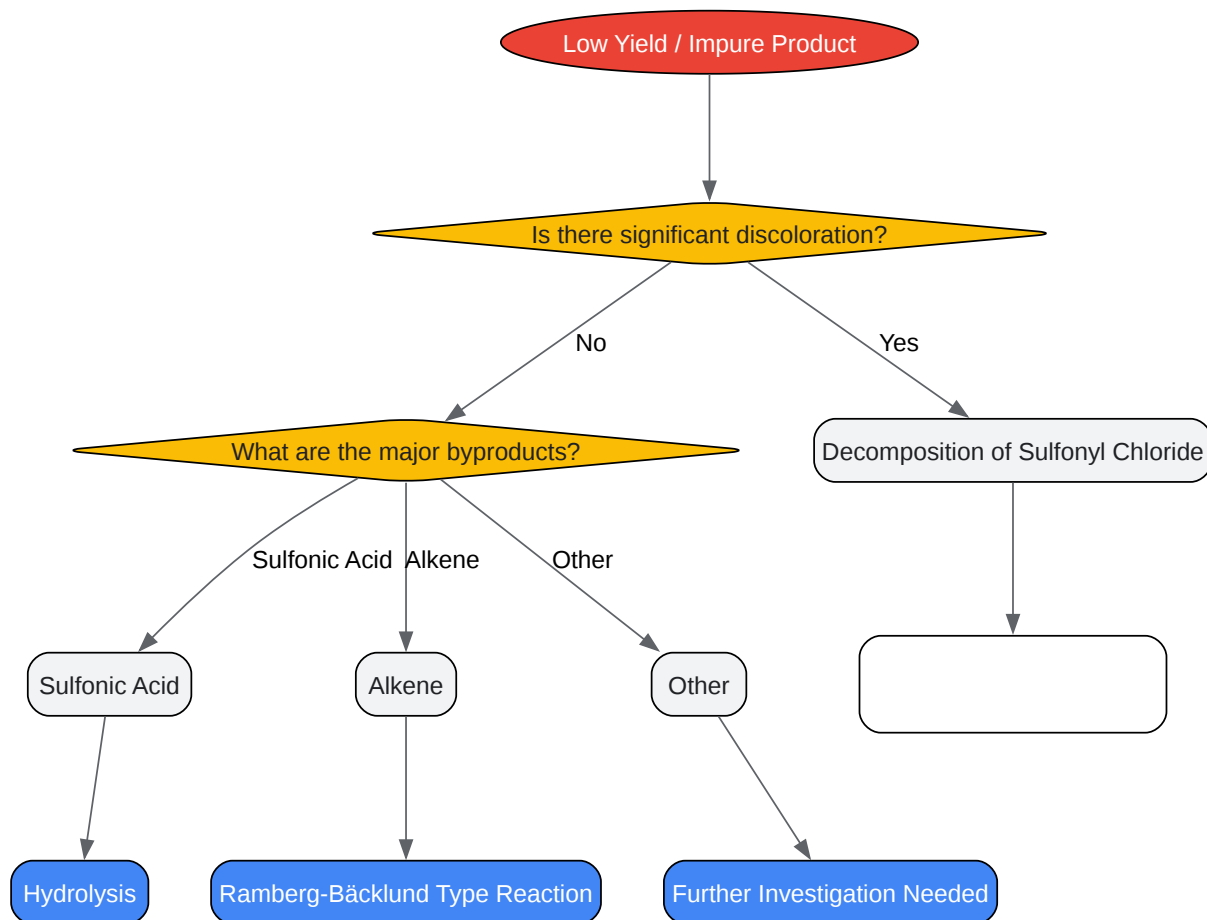 Low Yield / Impure Product
Is there significant discoloration?
No
Yes
What are the major byproducts?
Decomposition of Sulfonyl Chloride
Sulfonic Acid
Alkene
Other
Sulfonic Acid
Alkene
Other
Hydrolysis
Ramberg-Bäcklund Type Reaction
Further Investigation Needed